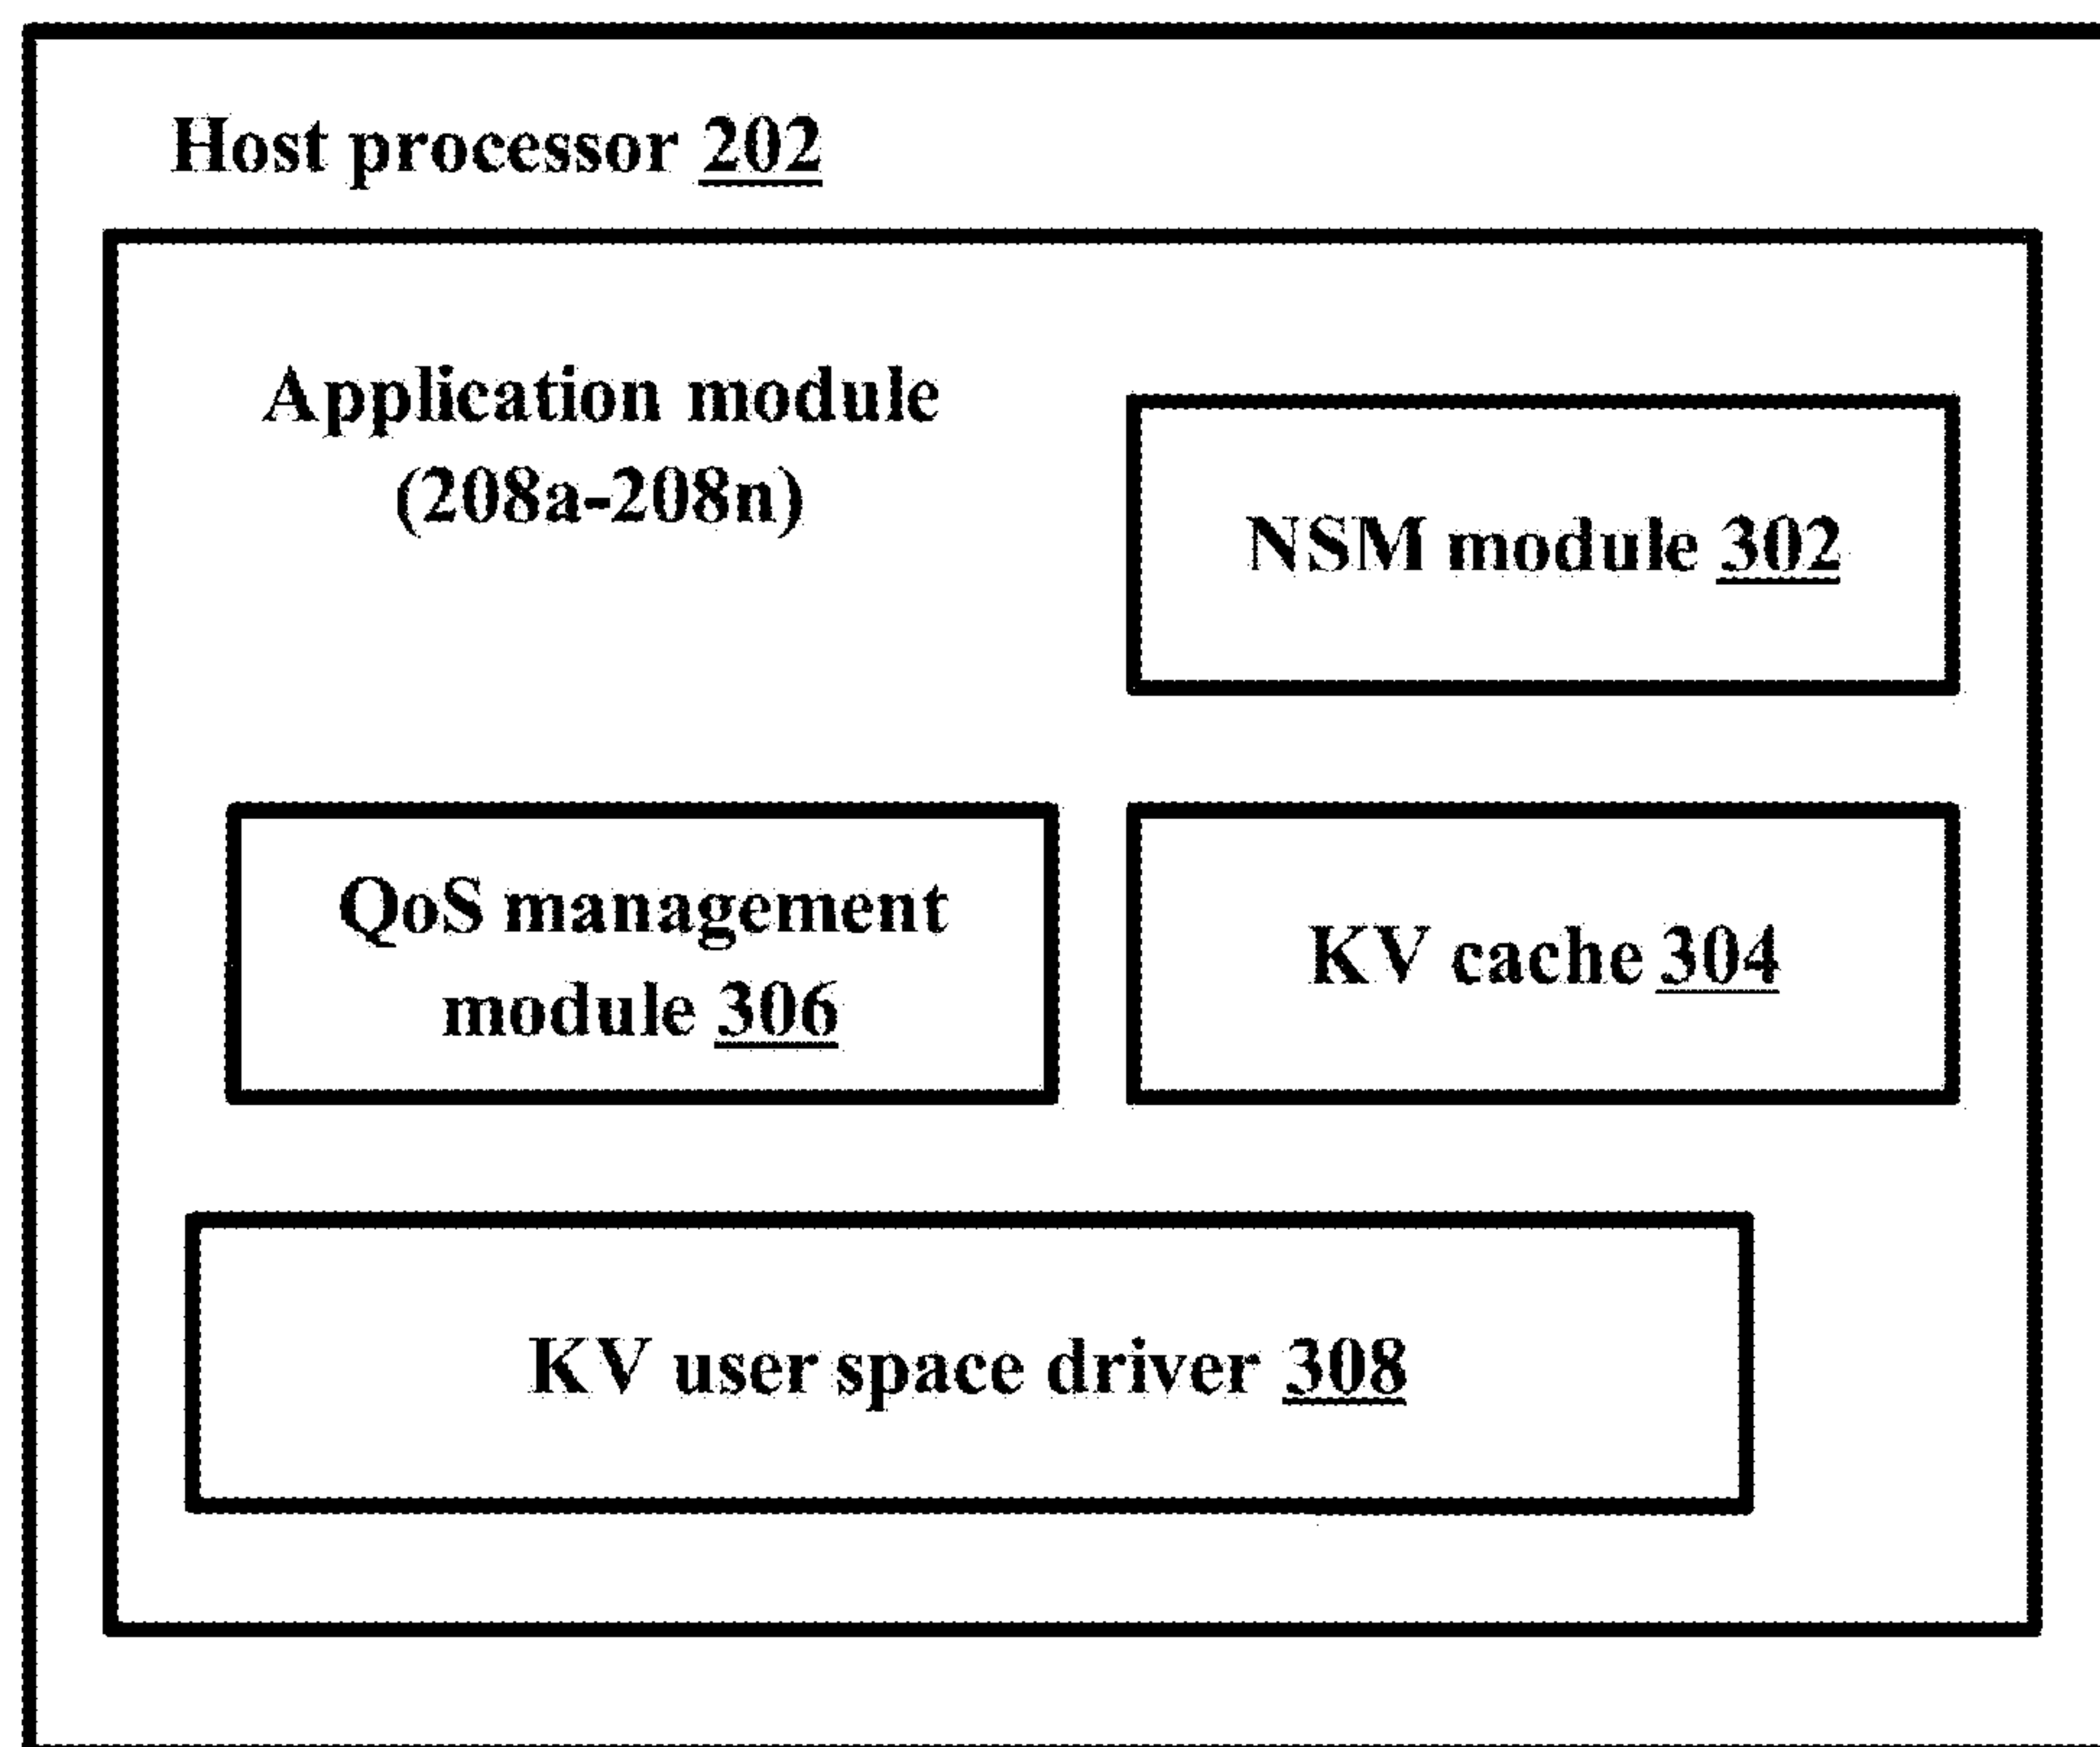 Host processor 202
Application module
(208a-208n)
NSM module 302
QoS management
module 306
KV cache 304
KV user space driver 308